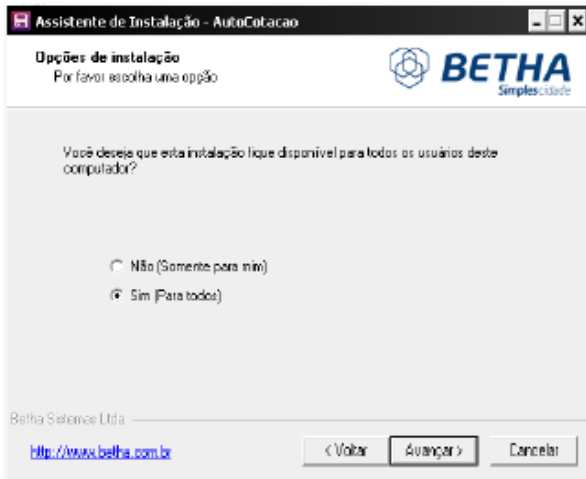 Assistente de Instalação - AutoCotacao
Opções de instalação
Por favor escolha uma opção
BETHA
Simplescidade
Você deseja que esta instalação fique disponível para todos os usuários deste
computador?
Não (Somente para mim)
Sim (Para todos)
Betha Sistemas Ltda
http://www.betha.com.br
< Voltar
Avançar >
Cancelar